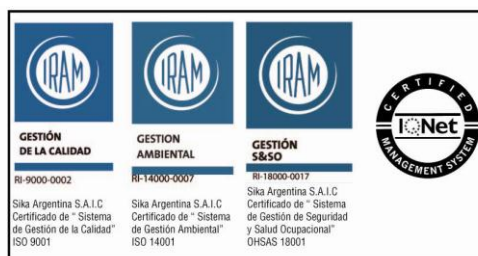 IRAM
GESTIÓN
DE LA CALIDAD
RI-9000-0002
Sika Argentina S.A.I.C
Certificado de “ Sistema
de Gestión de la Calidad”
ISO 9001
IRAM
GESTION
AMBIENTAL
RI-14000-0007
Sika Argentina S.A.I.C
Certificado de “ Sistema
de Gestión Ambiental”
ISO 14001
IRAM
GESTIÓN
S&SO
RI-18000-0017
Sika Argentina S.A.I.C
Certificado de “ Sistema
de Gestión de Seguridad
y Salud Ocupacional”
OHSAS 18001
CERTIFIED
IQNet
MANAGEMENT SYSTEM